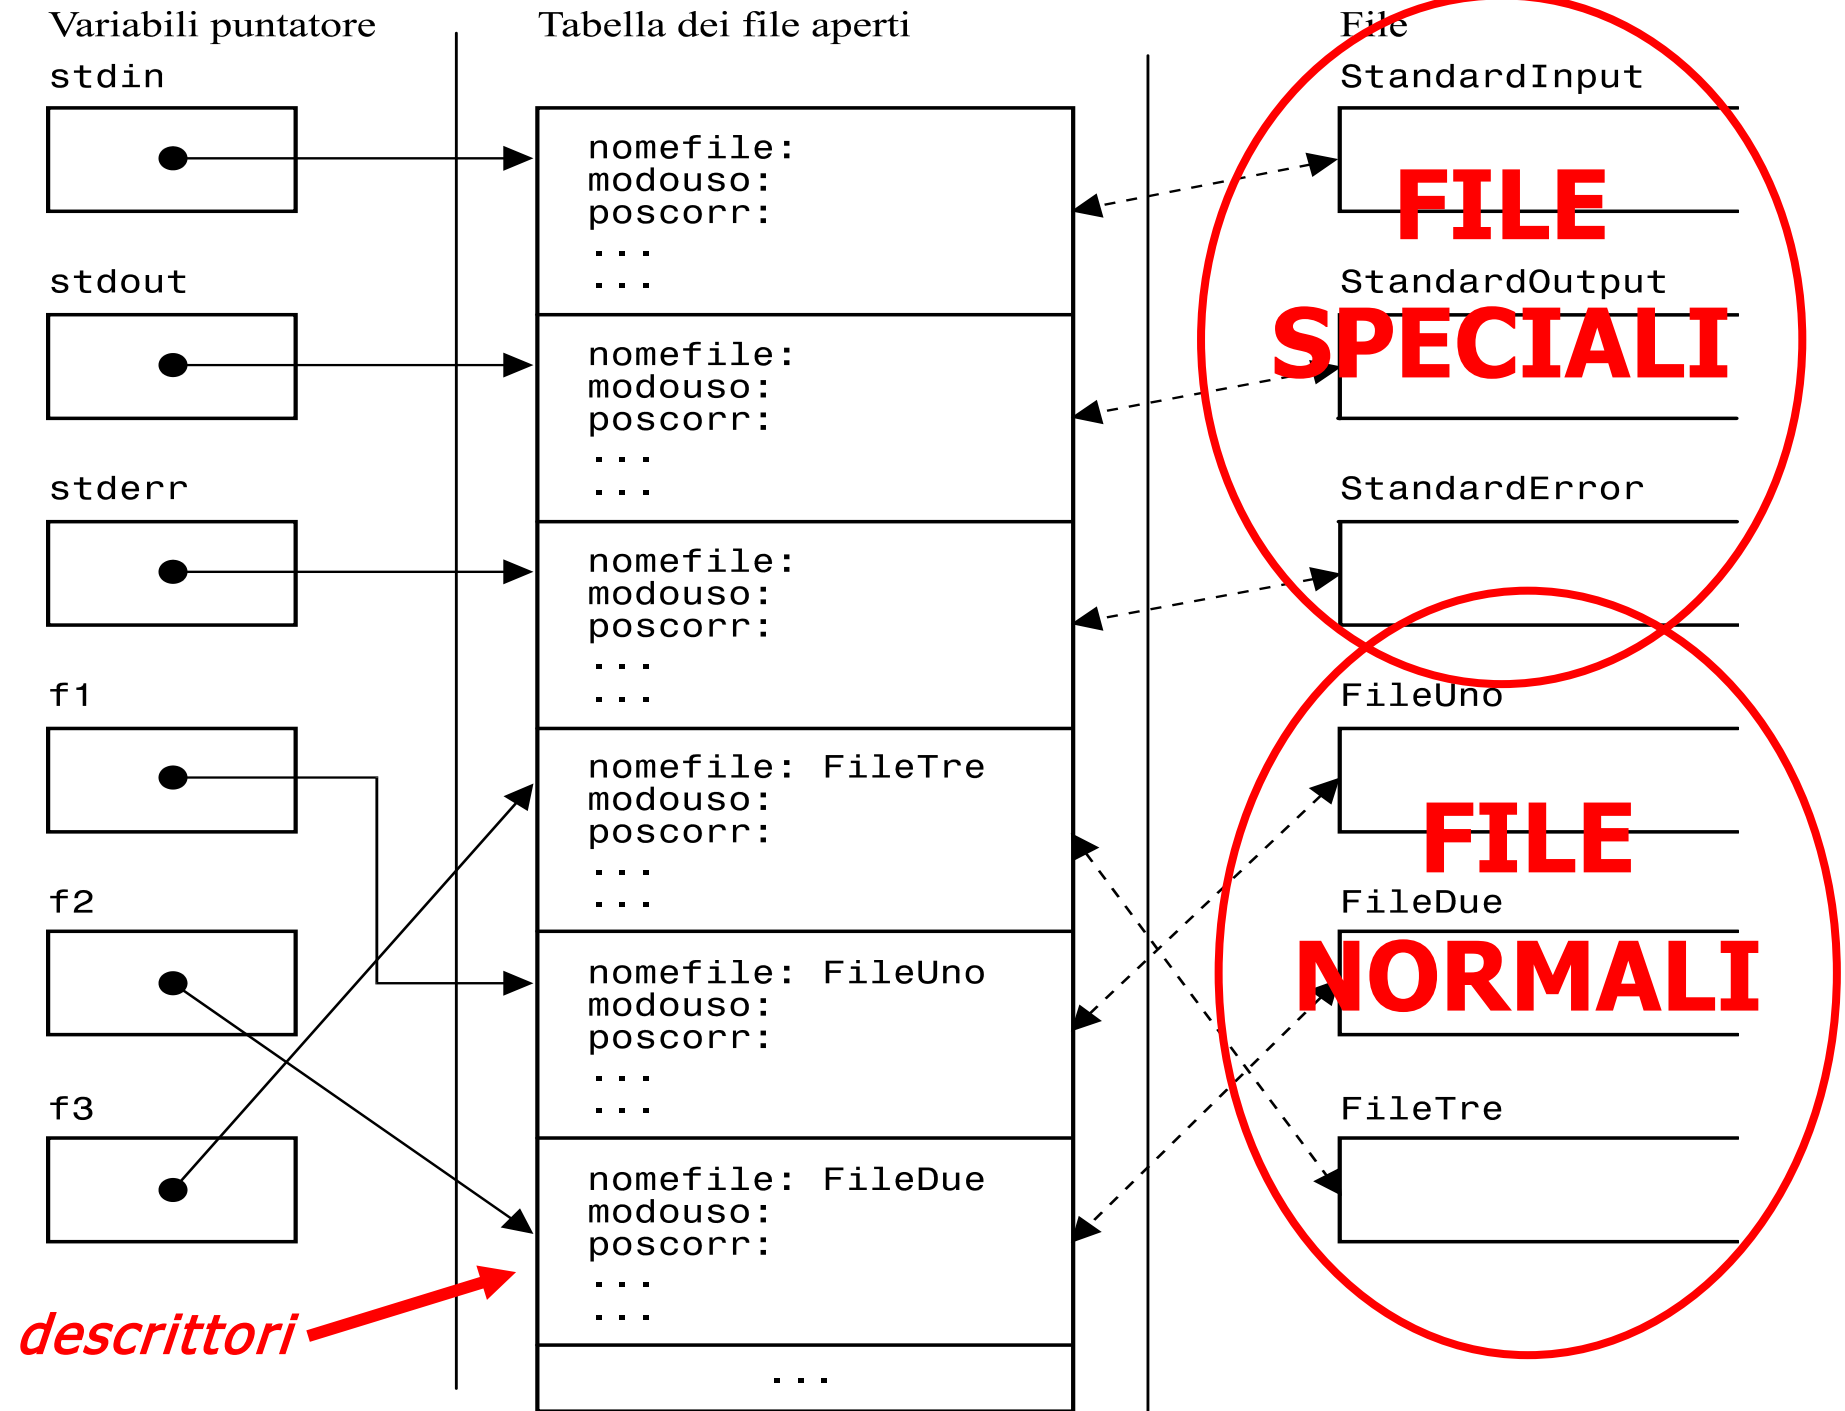 Variabili puntatore
stdin
stdout
stderr
f1
f2
f3
descrittori
Tabella dei file aperti
nomefile:
modouso:
poscorr:
...
...
nomefile:
modouso:
poscorr:
...
...
nomefile:
modouso:
poscorr:
...
...
nomefile: FileTre
modouso:
poscorr:
...
...
nomefile: FileUno
modouso:
poscorr:
...
...
nomefile: FileDue
modouso:
poscorr:
...
...
...
File
StandardInput
FILE
StandardOutput
SPECIALI
StandardError
FileUno
FILE
FileDue
NORMALI
FileTre